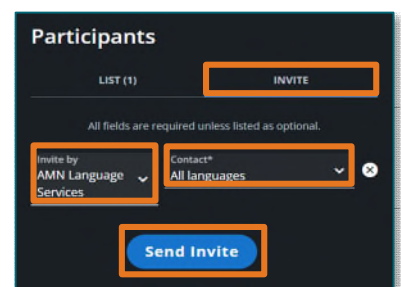 Participants
LIST (1)
INVITE
All fields are required unless listed as optional.
Invite by
AMN Language
Services
Contact*
All languages
Send Invite